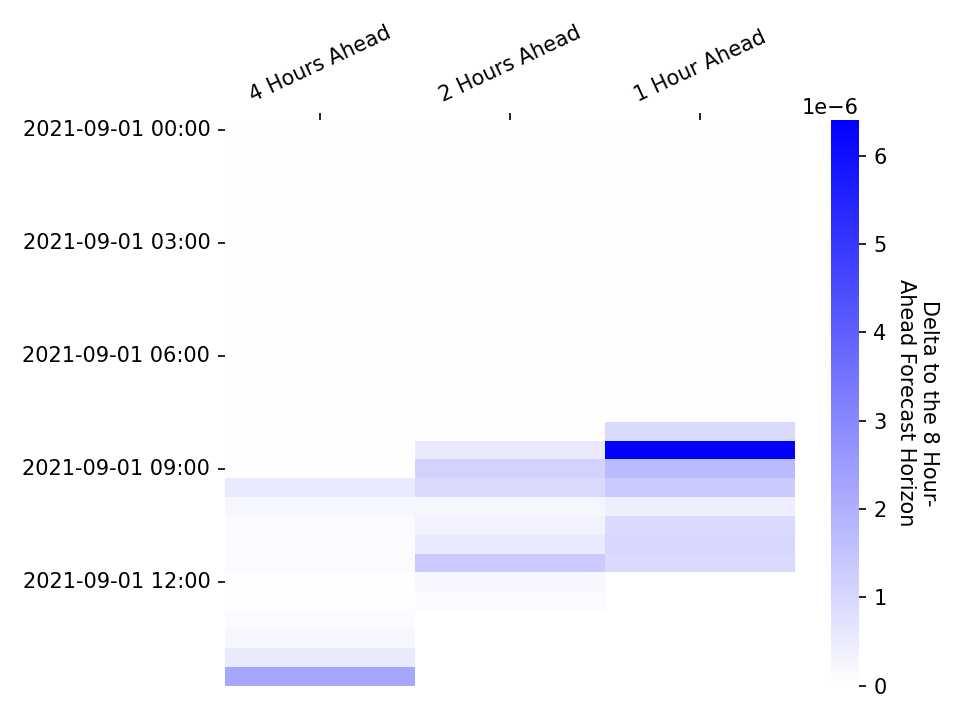 4 Hours Ahead
2 Hours Ahead
1 Hour Ahead
1e−6
2021-09-01 00:00
2021-09-01 03:00
2021-09-01 06:00
2021-09-01 09:00
2021-09-01 12:00
6
5
4
3
2
1
0
Delta to the 8 Hour-
Ahead Forecast Horizon